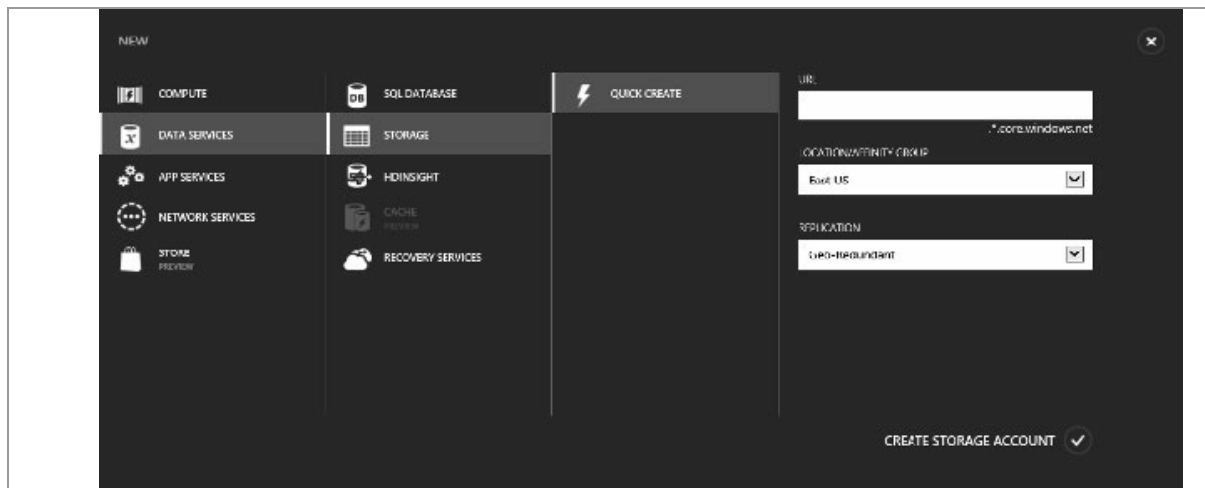 NEW
COMPUTE
DATA SERVICES
APP SERVICES
NETWORK SERVICES
STORE
PREVIEW
SQL DATABASE
STORAGE
HDINSIGHT
CACHE
PREVIEW
RECOVERY SERVICES
QUICK CREATE
URL
.*.core.windows.net
LOCATION/AFFINITY GROUP
East US
REPLICATION
Geo-Redundant
CREATE STORAGE ACCOUNT